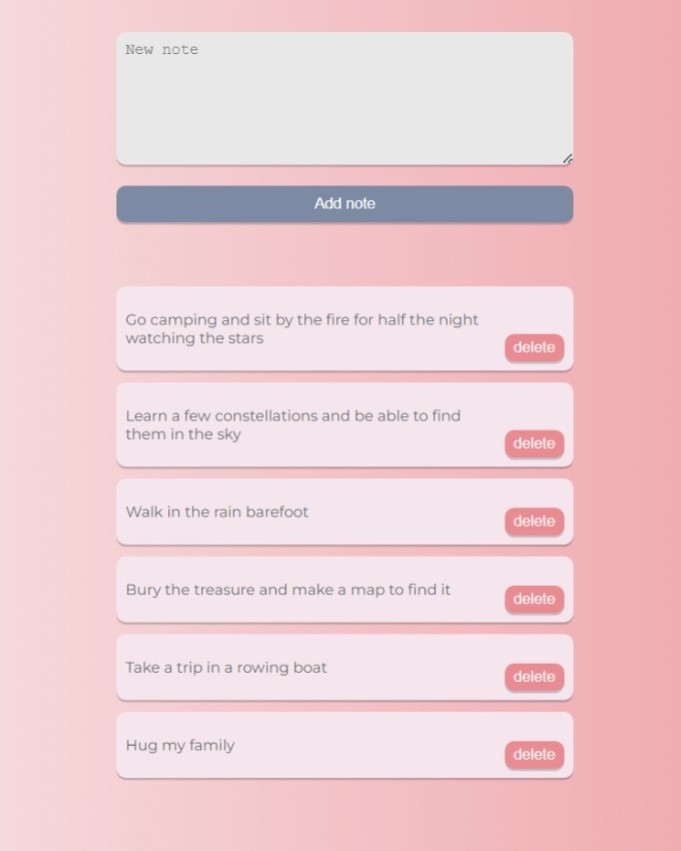 New note
Add note
Go camping and sit by the fire for half the night
watching the stars
delete
Learn a few constellations and be able to find
them in the sky
delete
Walk in the rain barefoot
delete
Bury the treasure and make a map to find it
delete
Take a trip in a rowing boat
delete
Hug my family
delete